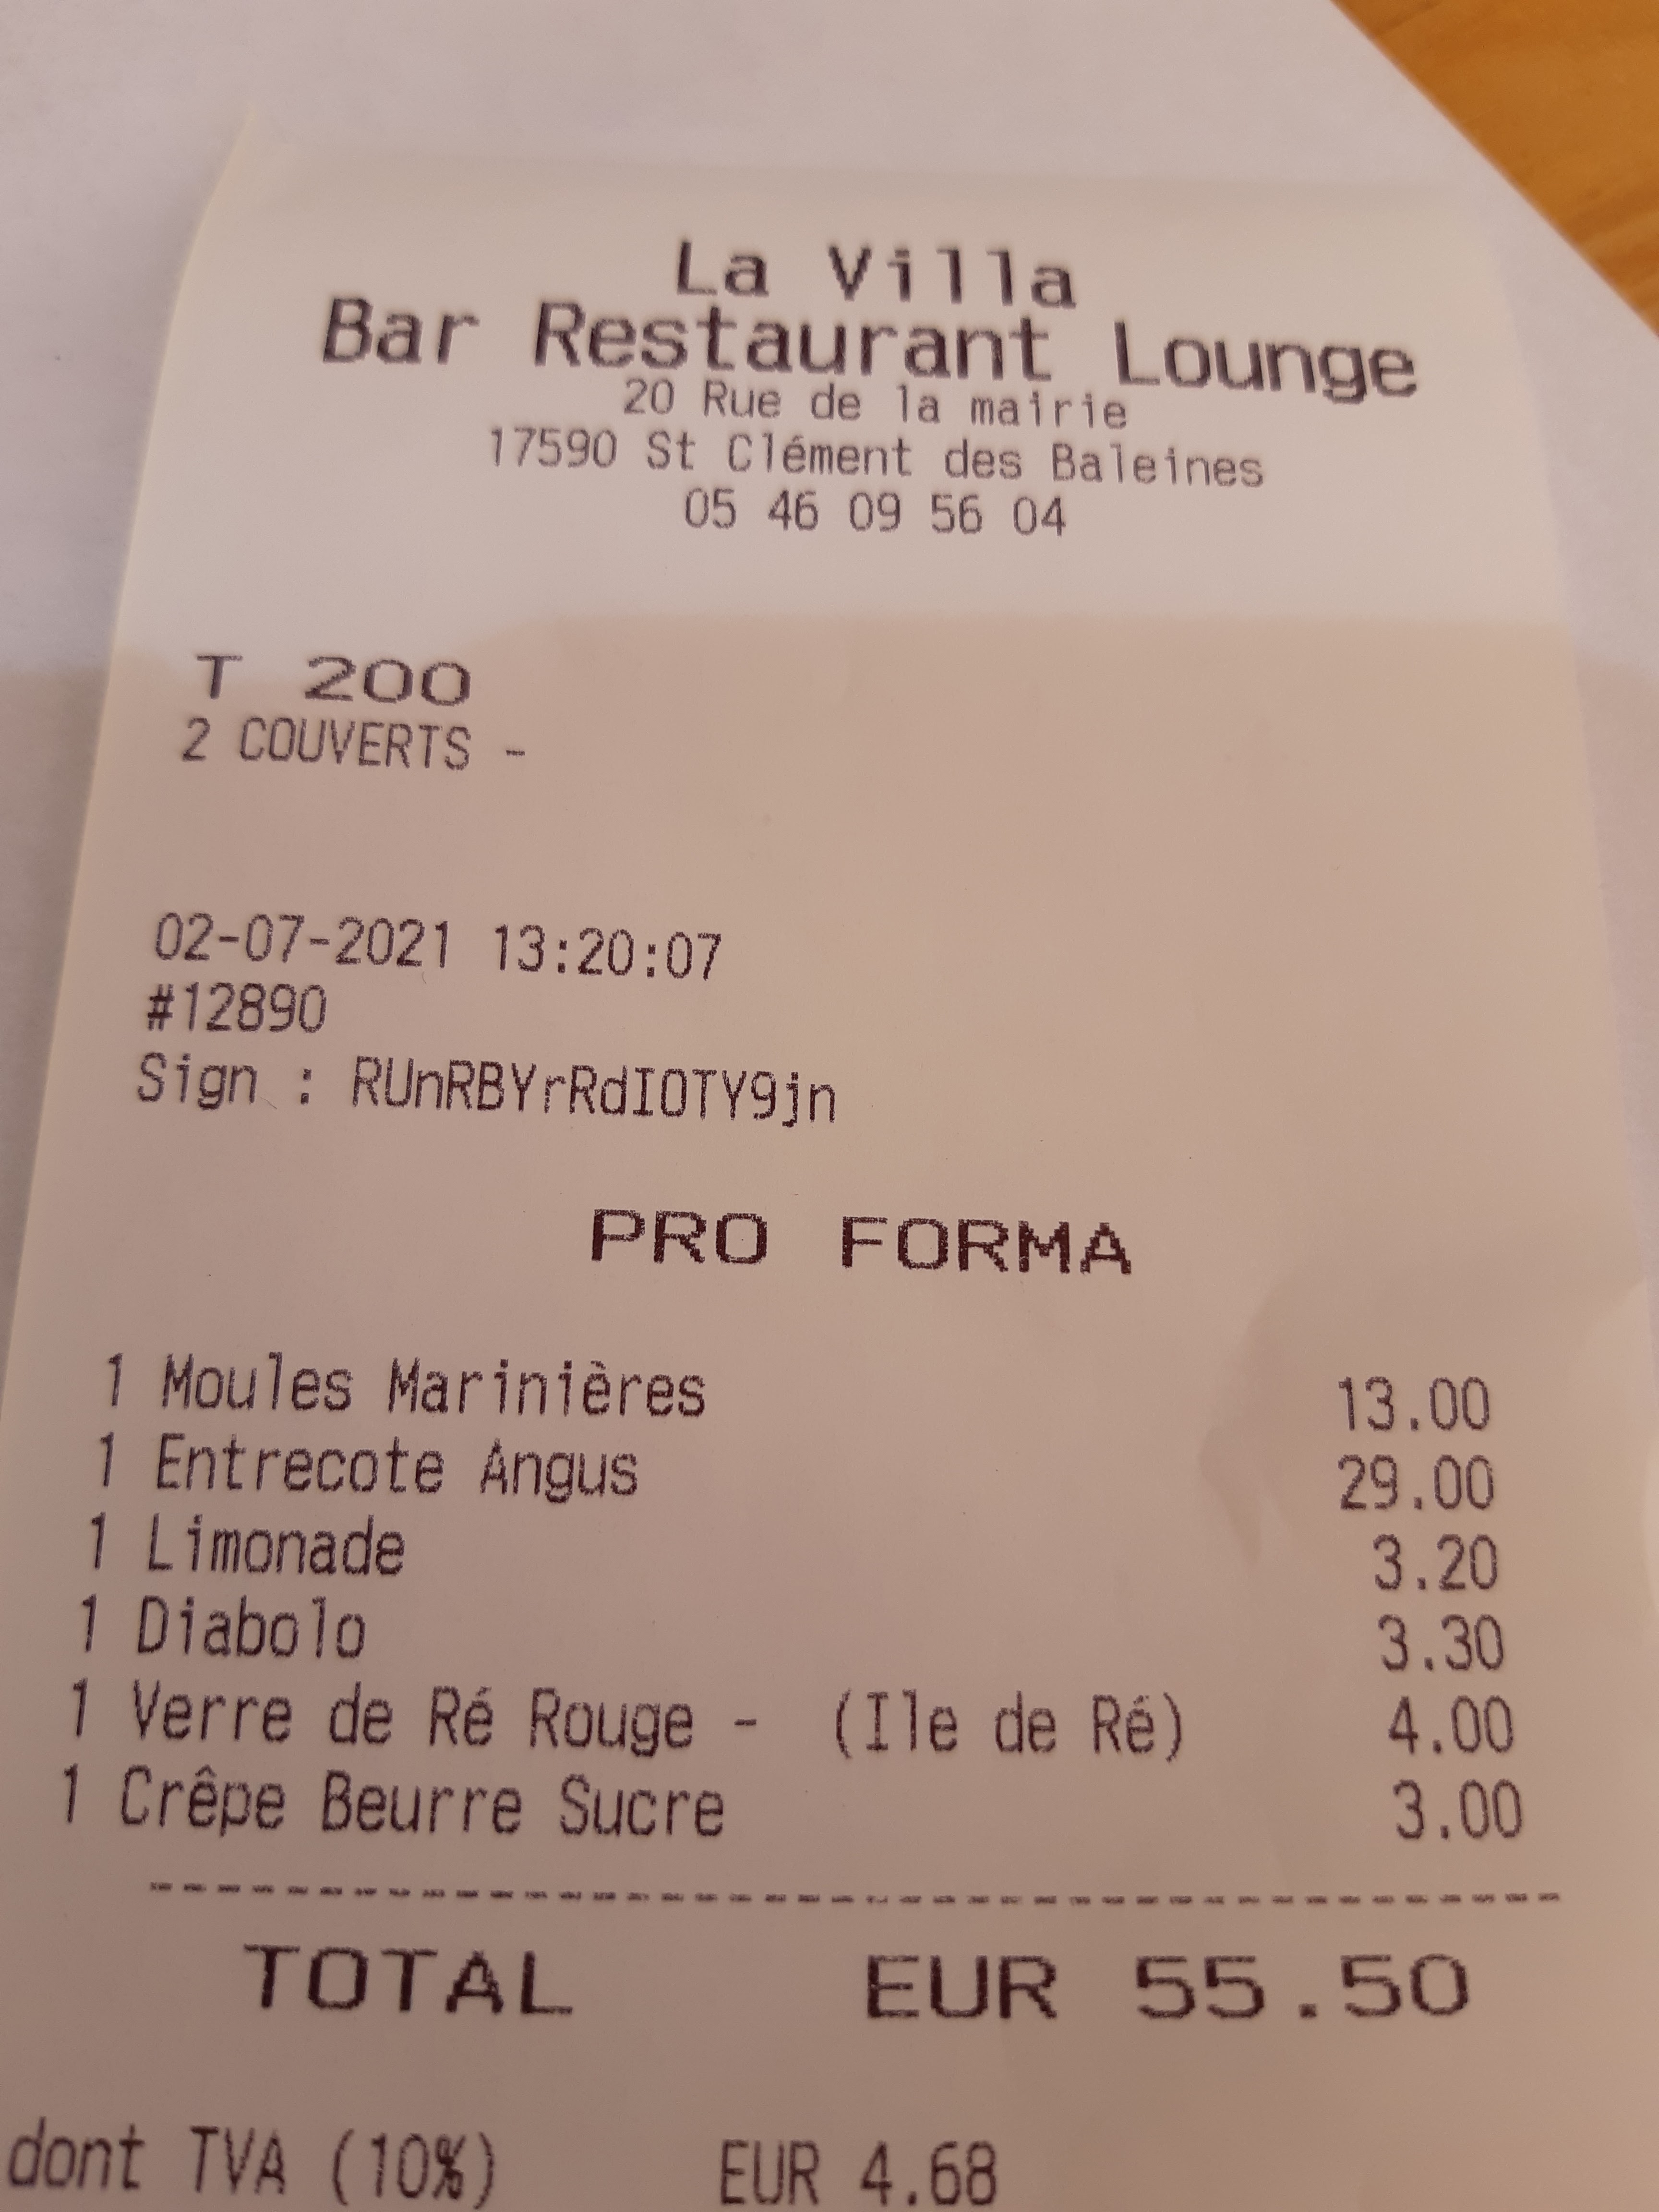 La Villa
Bar Restaurant Lounge
20 Rue de la mairie
17590 St Clément des Baleines
05 46 09 56 04
T 200
2 COUVERTS -
02-07-2021 13:20:07
#12890
Sign : RUnRBYrRdIOTY9jn
PRO FORMA
1 Moules Marinières 13.00
1 Entrecote Angus 29.00
1 Limonade 3.20
1 Diabolo 3.30
1 Verre de Ré Rouge - (Ile de Ré) 4.00
1 Crêpe Beurre Sucre 3.00
TOTAL EUR 55.50
dont TVA (10%) EUR 4.68